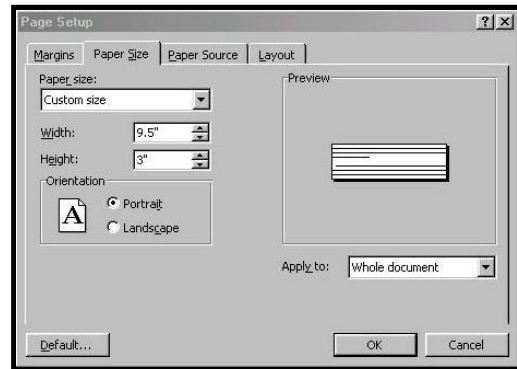 Page Setup
Margins Paper Size Paper Source Layout
Paper size:
Custom size
Width: 9.5"
Height: 3"
Orientation
A
Portrait
Landscape
Preview
Apply to: Whole document
Default... OK Cancel